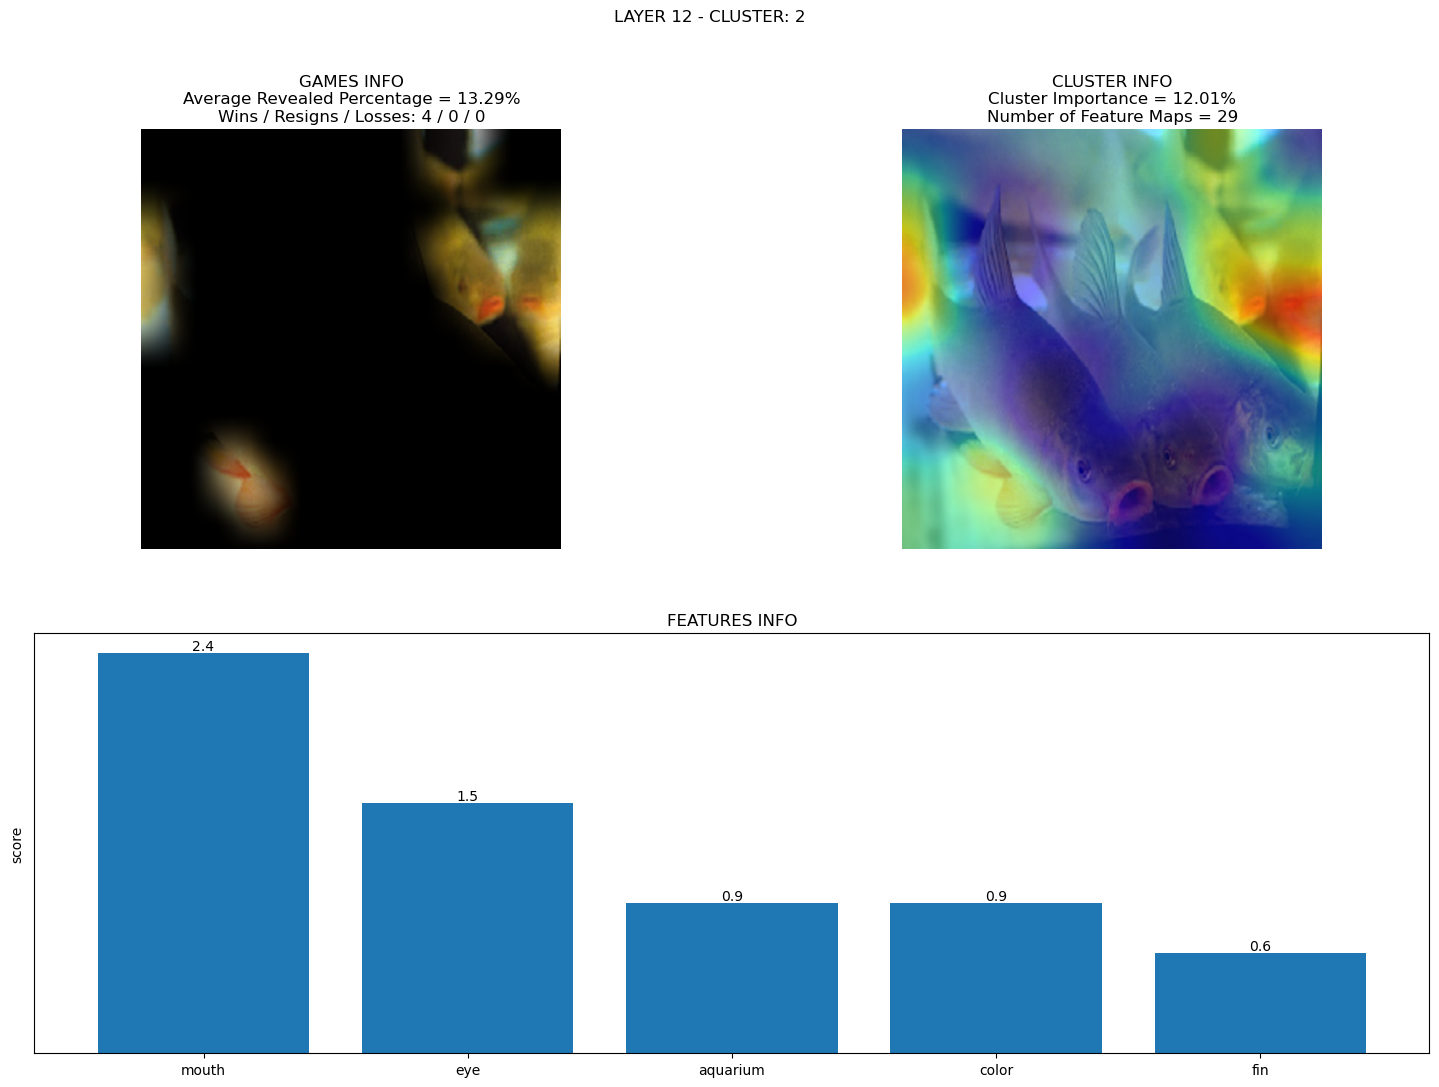 LAYER 12 - CLUSTER: 2
GAMES INFO
Average Revealed Percentage = 13.29%
Wins / Resigns / Losses: 4 / 0 / 0
CLUSTER INFO
Cluster Importance = 12.01%
Number of Feature Maps = 29
FEATURES INFO
score
2.4
1.5
0.9
0.9
0.6
mouth
eye
aquarium
color
fin